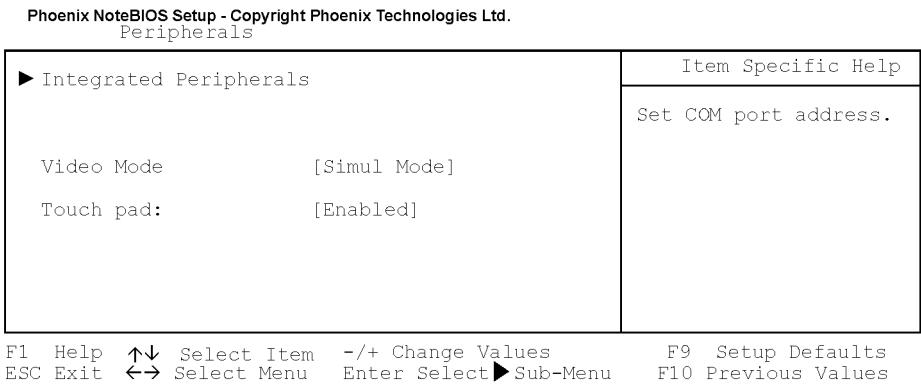 Phoenix NoteBIOS Setup - Copyright Phoenix Technologies Ltd.
Peripherals
▶ Integrated Peripherals
Video Mode [Simul Mode]
Touch pad: [Enabled]
Item Specific Help
Set COM port address.
F1 Help ↑↓ Select Item -/+ Change Values F9 Setup Defaults
ESC Exit ←→ Select Menu Enter Select▶Sub-Menu F10 Previous Values